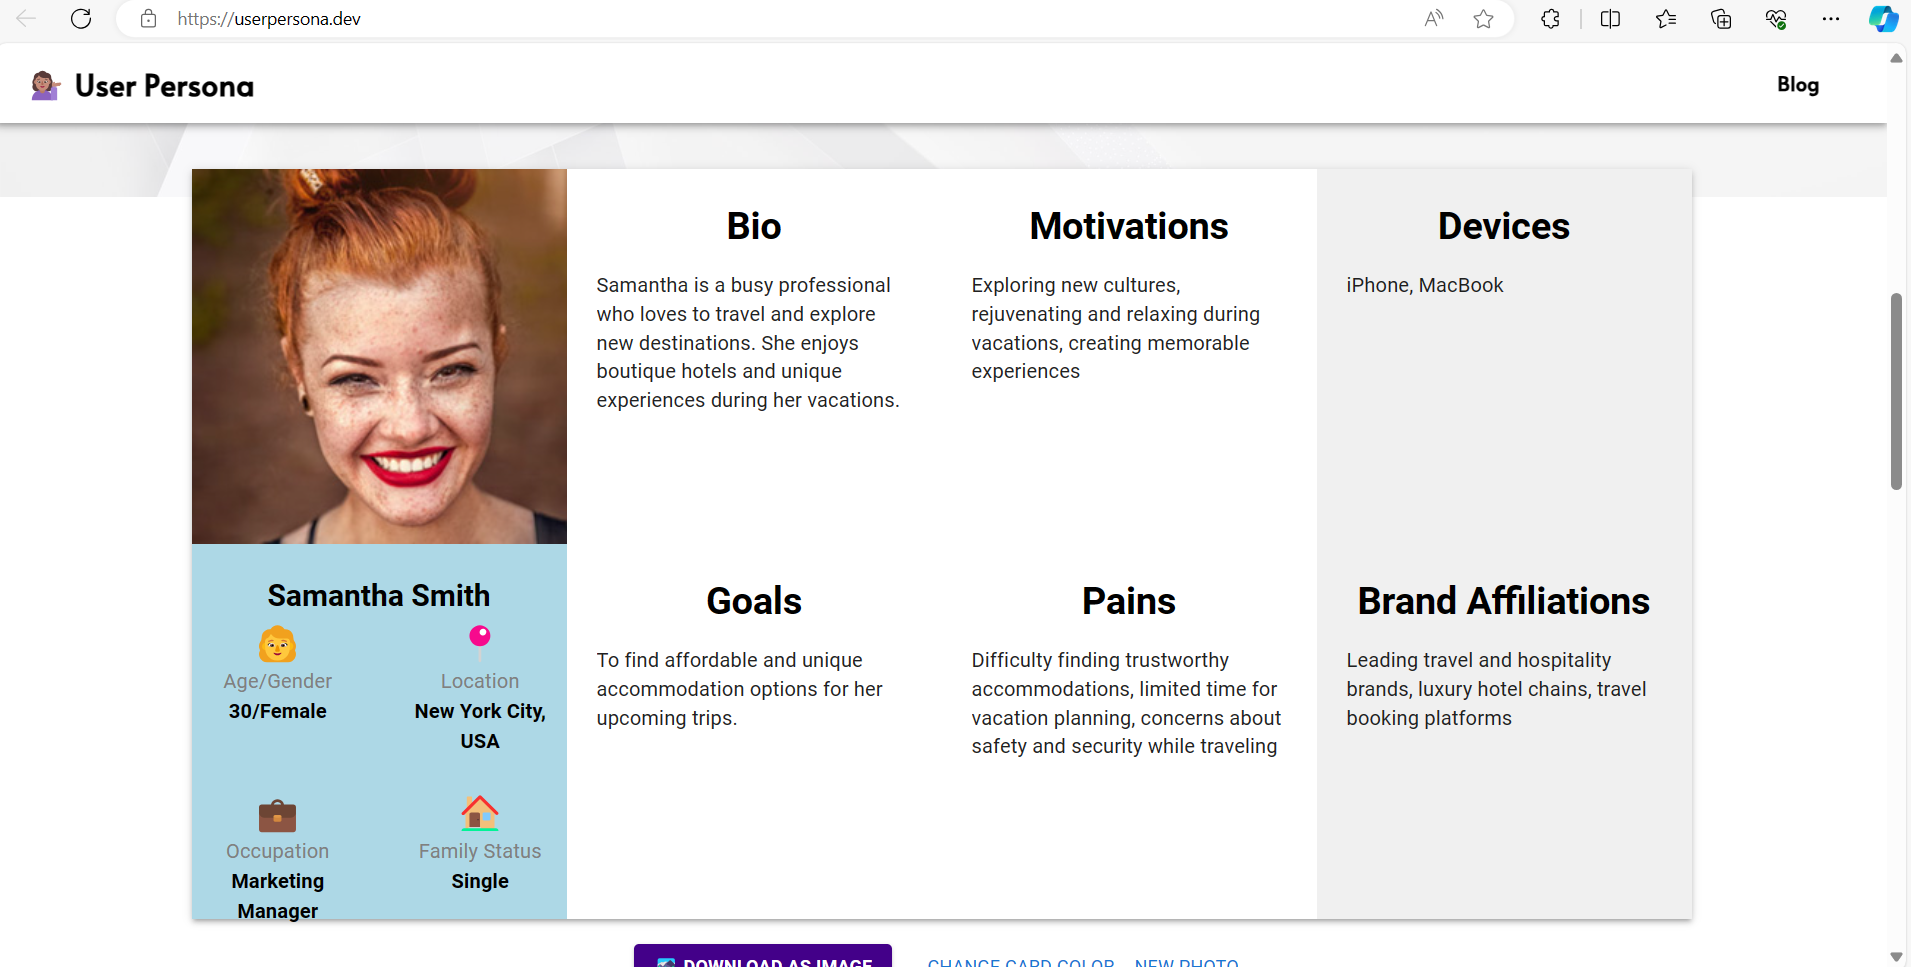 https://userpersona.dev
User Persona
Blog
Bio
Samantha is a busy professional
who loves to travel and explore
new destinations. She enjoys
boutique hotels and unique
experiences during her vacations.
Motivations
Exploring new cultures,
rejuvenating and relaxing during
vacations, creating memorable
experiences
Devices
iPhone, MacBook
Samantha Smith
Age/Gender
30/Female
Location
New York City,
USA
Occupation
Marketing
Manager
Family Status
Single
Goals
To find affordable and unique
accommodation options for her
upcoming trips.
Pains
Difficulty finding trustworthy
accommodations, limited time for
vacation planning, concerns about
safety and security while traveling
Brand Affiliations
Leading travel and hospitality
brands, luxury hotel chains, travel
booking platforms
DOWNLOAD AS IMAGE
CHANGE CARD COLOR
NEW PHOTO